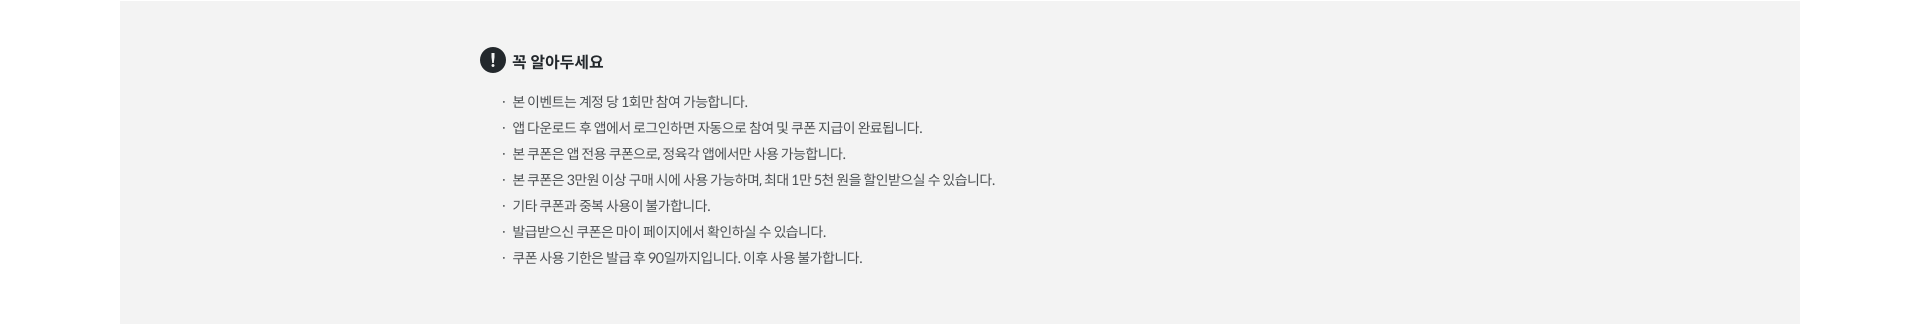 ! 꼭 알아두세요
· 본 이벤트는 계정 당 1회만 참여 가능합니다.
· 앱 다운로드 후 앱에서 로그인하면 자동으로 참여 및 쿠폰 지급이 완료됩니다.
· 본 쿠폰은 앱 전용 쿠폰으로, 정육각 앱에서만 사용 가능합니다.
· 본 쿠폰은 3만원 이상 구매 시에 사용 가능하며, 최대 1만 5천 원을 할인받으실 수 있습니다.
· 기타 쿠폰과 중복 사용이 불가합니다.
· 발급받으신 쿠폰은 마이 페이지에서 확인하실 수 있습니다.
· 쿠폰 사용 기한은 발급 후 90일까지입니다. 이후 사용 불가합니다.